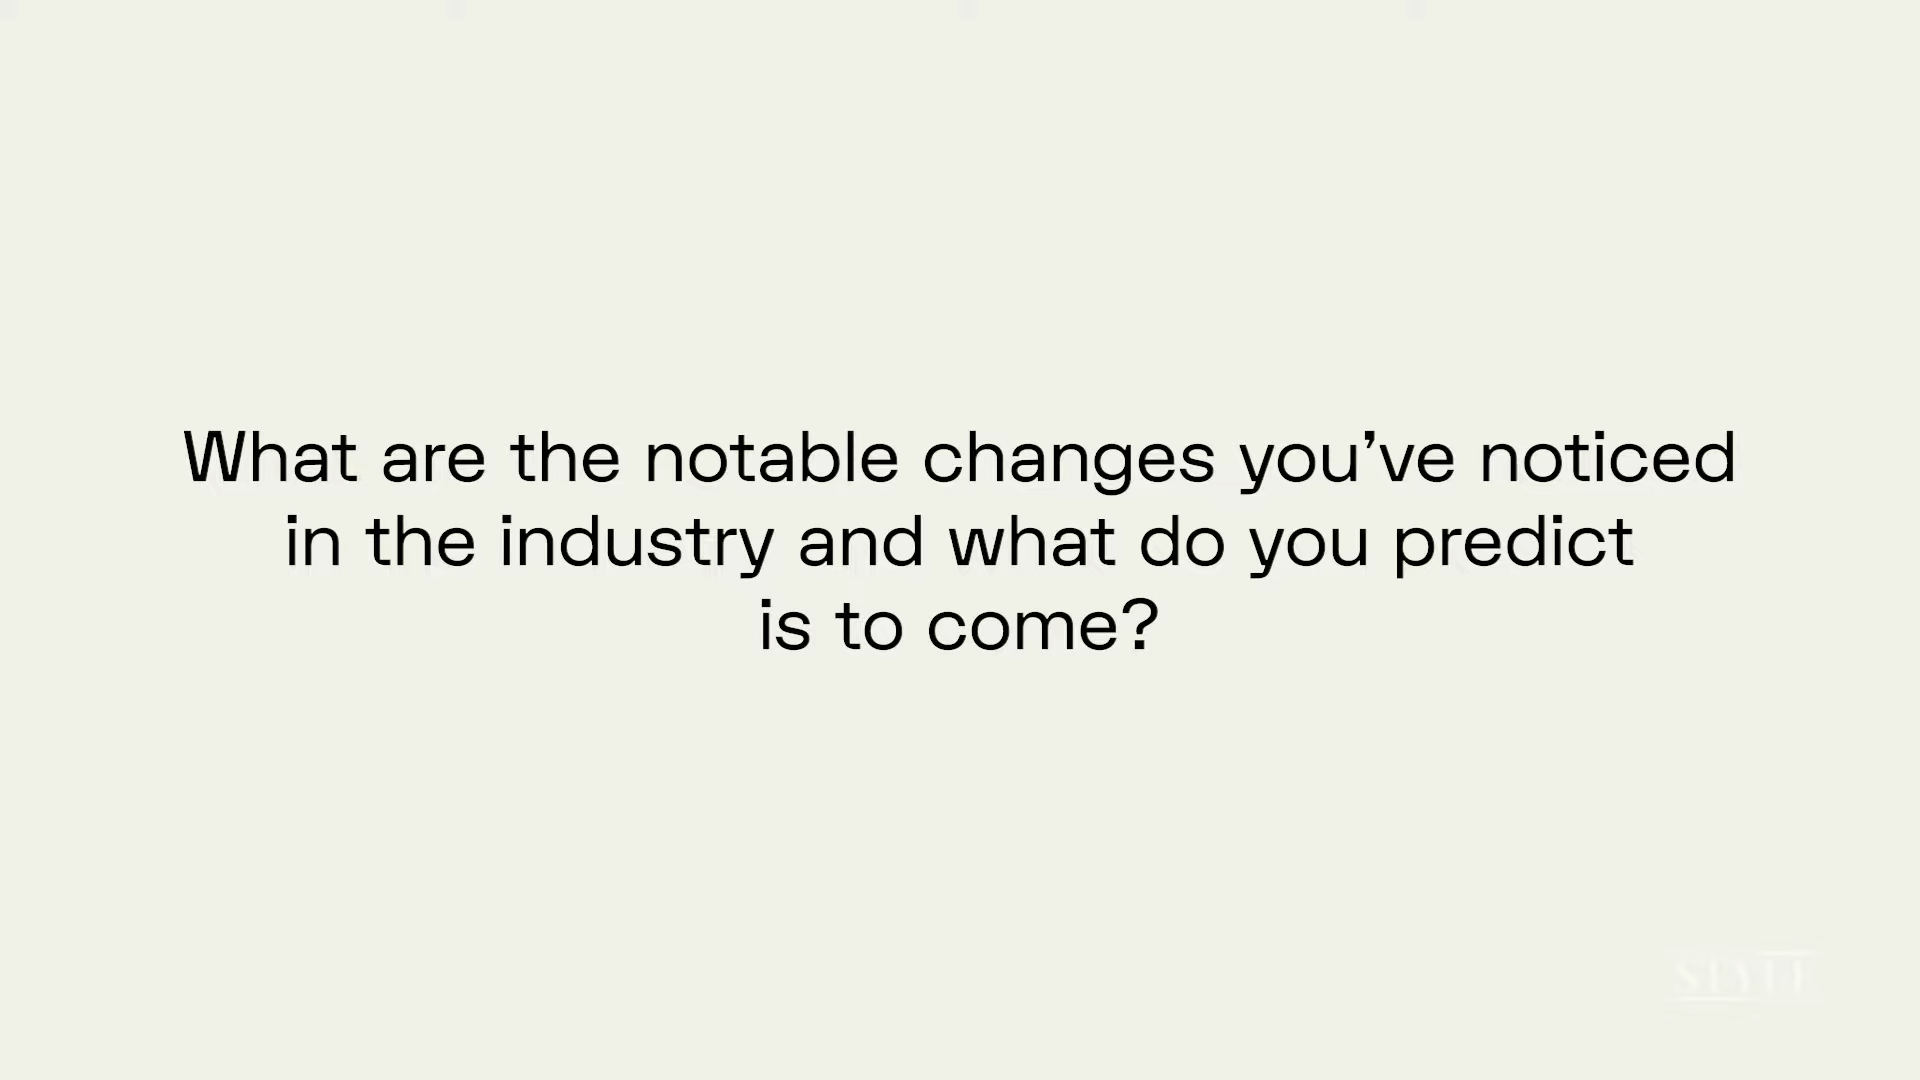 What are the notable changes you’ve noticed
in the industry and what do you predict
is to come?
STYLE